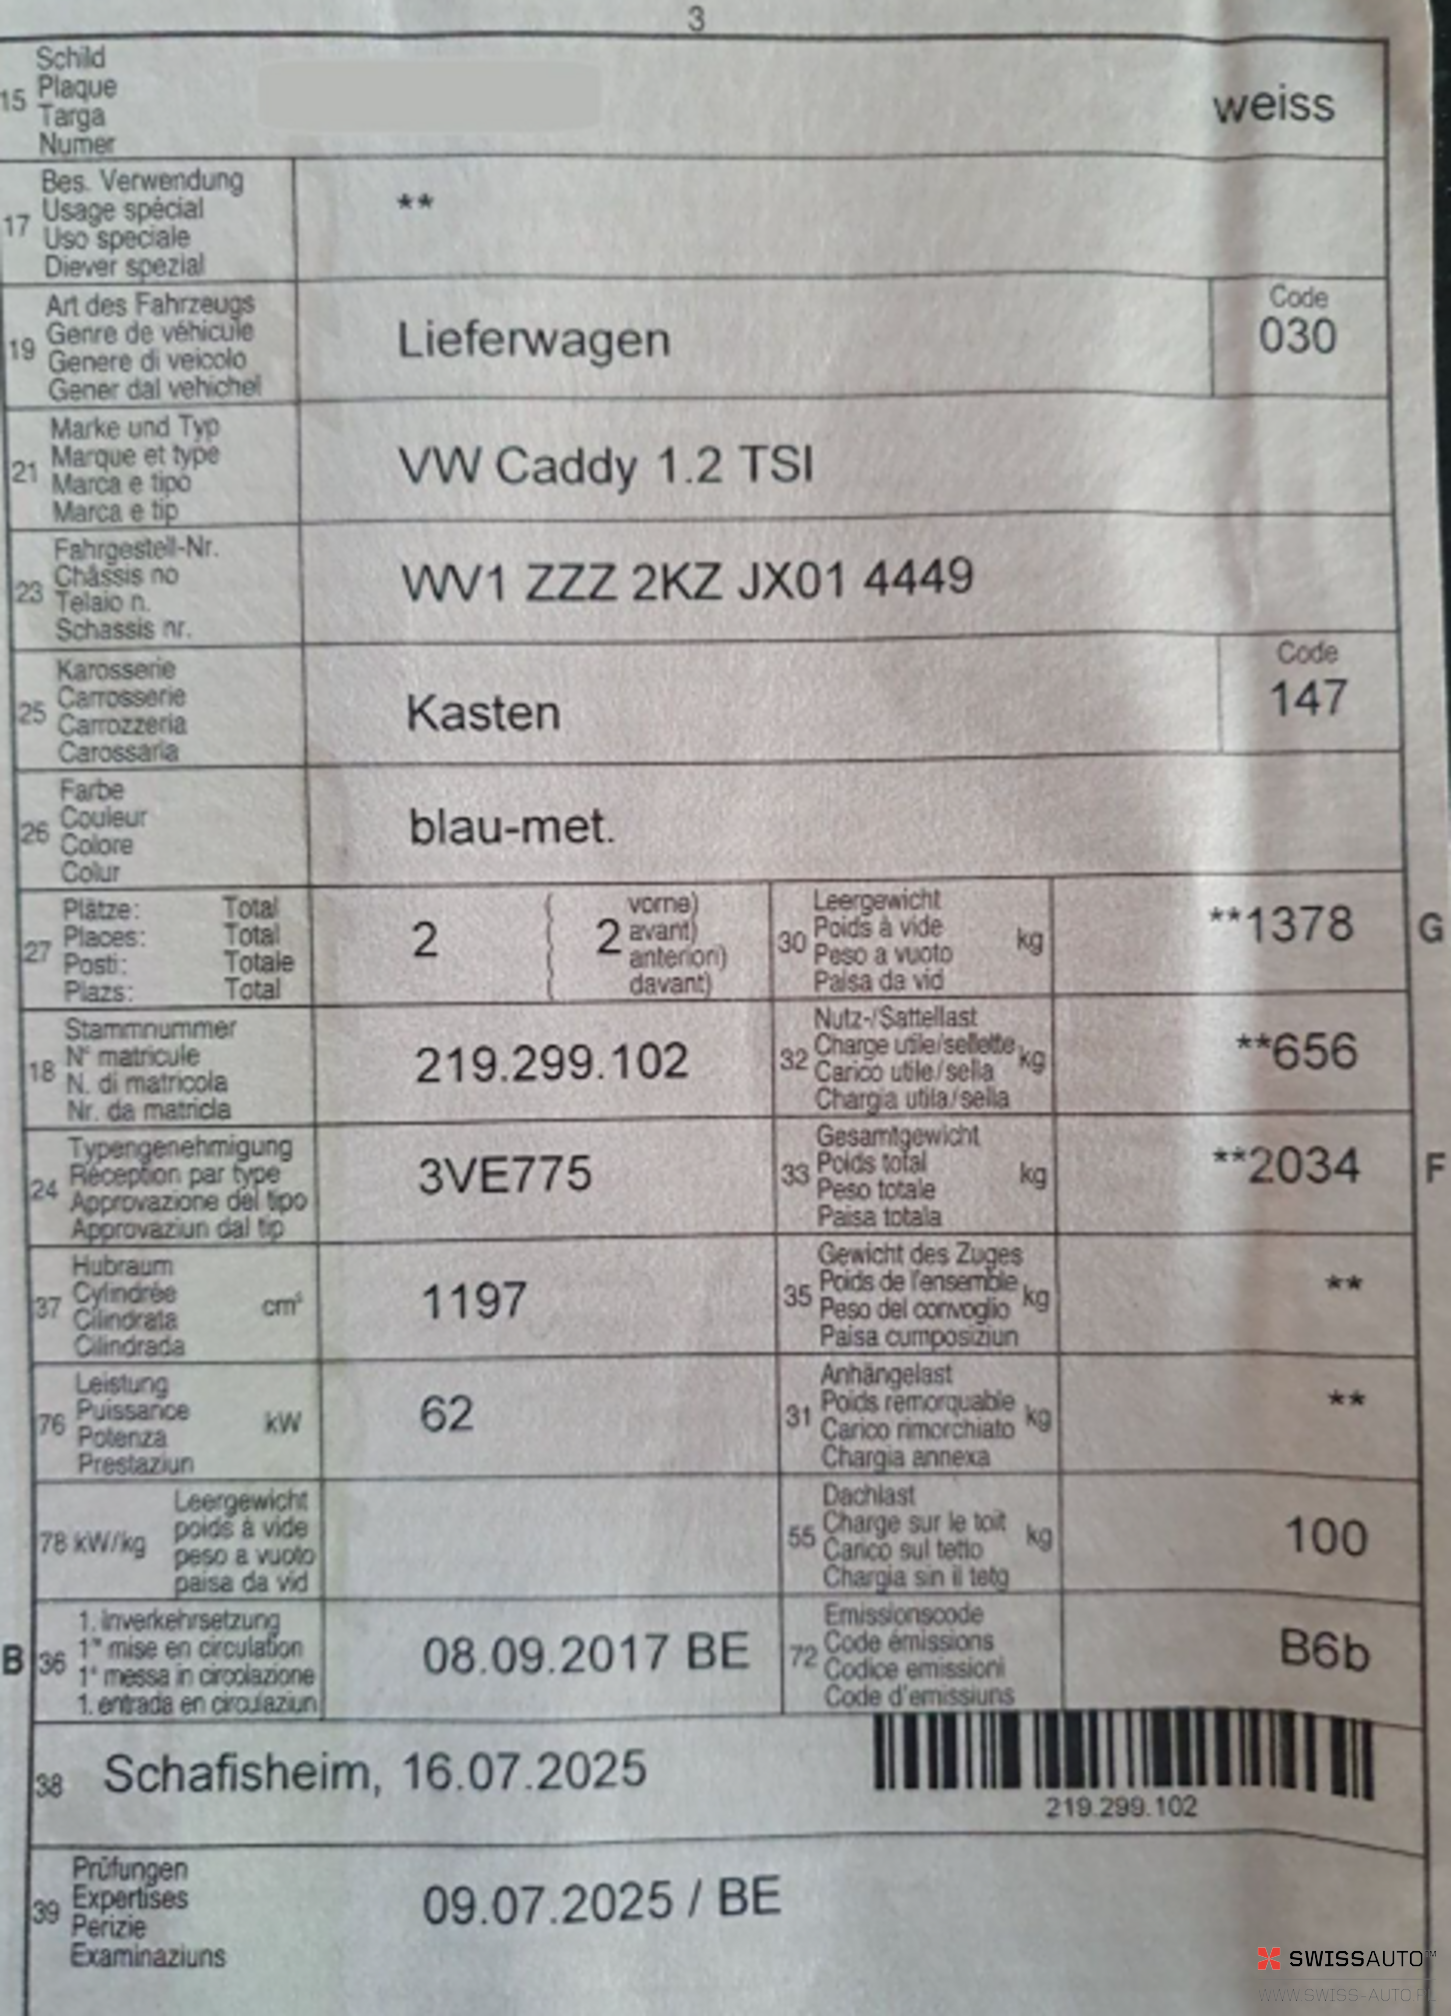 3
15 Schild
Plaque
Targa
Numer
weiss
17 Bes. Verwendung
Usage spécial
Uso speciale
Diever spezial
**
19 Art des Fahrzeugs
Genre de véhicule
Genere di veicolo
Gener dal vehichel
Lieferwagen
Code
030
21 Marke und Typ
Marque et type
Marca e tipo
Marca e tip
VW Caddy 1.2 TSI
23 Fahrgestell-Nr.
Châssis no
Telaio n.
Schassis nr.
WV1 ZZZ 2KZ JX01 4449
25 Karosserie
Carrosserie
Carrozzeria
Carossaria
Kasten
Code
147
26 Farbe
Couleur
Colore
Colur
blau-met.
27 Plätze: Total
Places: Total
Posti: Totale
Plazs: Total
2
( 2 vorne)
( avant)
( anteriori)
( davant)
30 Leergewicht
Poids à vide
Peso a vuoto
Paisa da vid
kg
**1378
G
18 Stammnummer
N° matricule
N. di matricola
Nr. da matricla
219.299.102
32 Nutz-/Sattellast
Charge utile/sellette
Carico utile/sella
Chargia utila/sella
kg
**656
24 Typengenehmigung
Réception par type
Approvazione del tipo
Approvaziun dal tip
3VE775
33 Gesamtgewicht
Poids total
Peso totale
Paisa totala
kg
**2034
F
37 Hubraum
Cylindrée
Cilindrata
Cilindrada
cm³
1197
35 Gewicht des Zuges
Poids de l'ensemble
Peso del convoglio
Paisa cumposiziun
kg
**
76 Leistung
Puissance
Potenza
Prestaziun
kW
62
31 Anhängelast
Poids remorquable
Carico rimorchiato
Chargia annexa
kg
**
78 kW/kg
Leergewicht
poids à vide
peso a vuoto
paisa da vid
55 Dachlast
Charge sur le toit
Carico sul tetto
Chargia sin il tetg
kg
100
B
36 1. Inverkehrsetzung
1re mise en circulation
1a messa in circolazione
1. entrada en circulaziun
08.09.2017 BE
72 Emissionscode
Code émissions
Codice emissioni
Code d'emissiuns
B6b
38 Schafisheim, 16.07.2025
219.299.102
39 Prüfungen
Expertises
Perizie
Examinaziuns
09.07.2025 / BE
SWISSAUTO™
WWW.SWISS-AUTO.PL